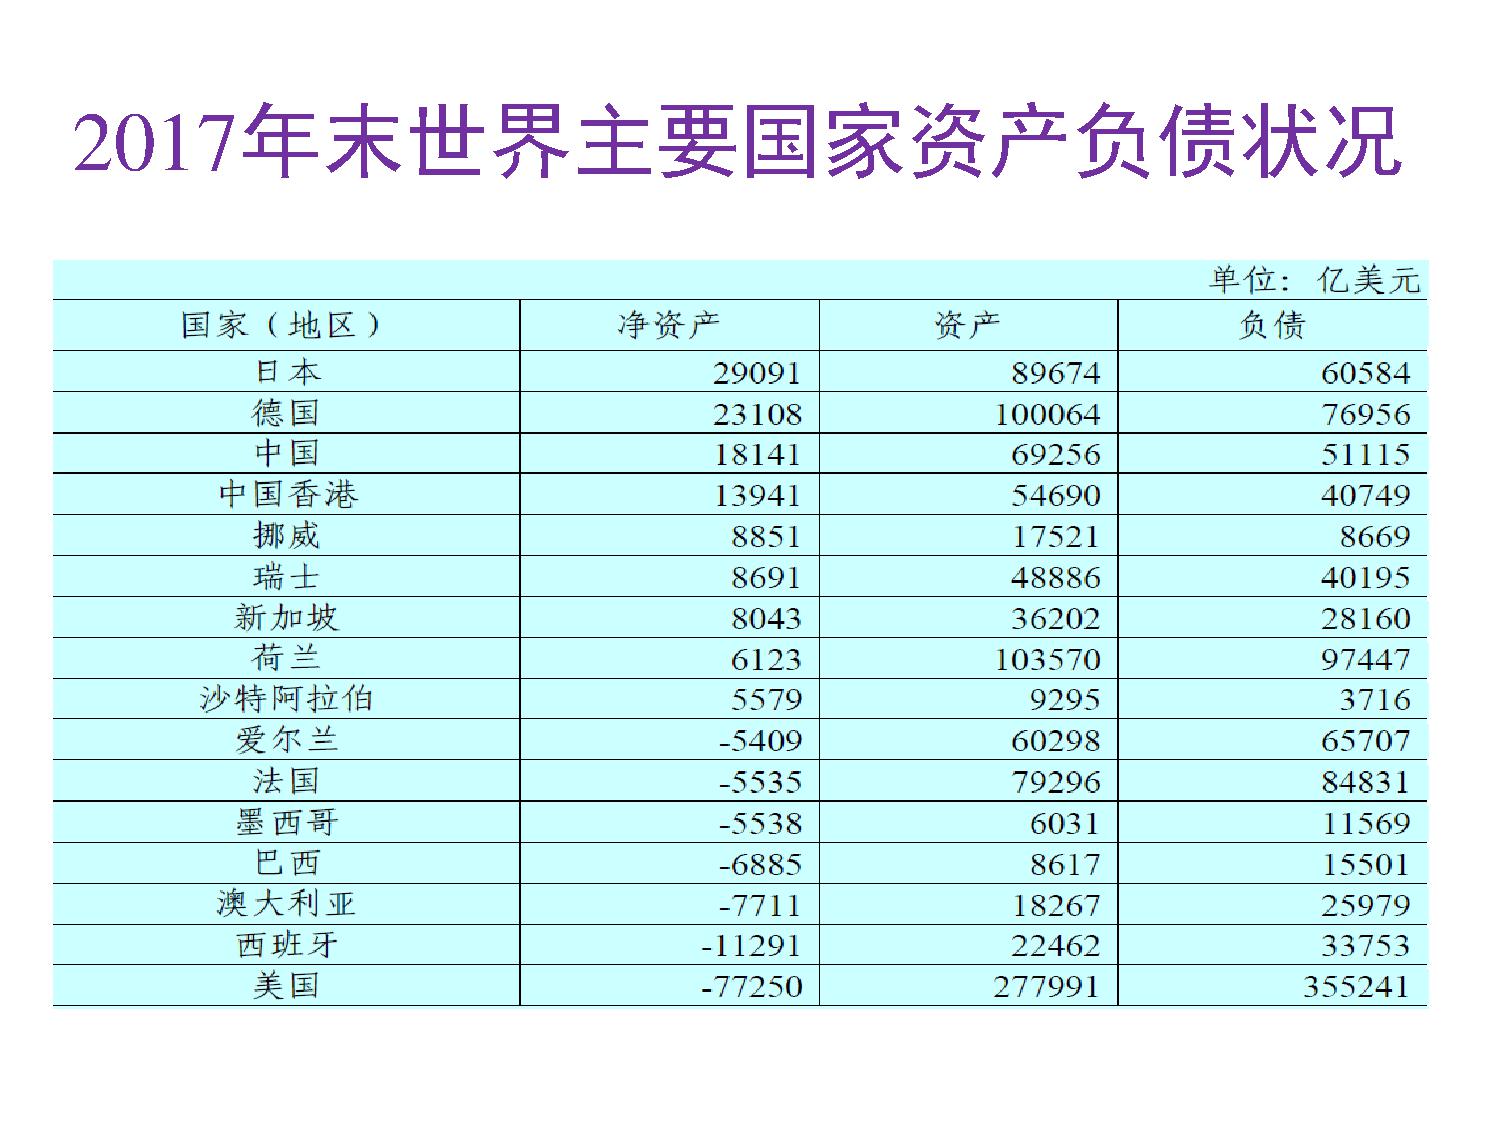 2017年末世界主要国家资产负债状况
单位：亿美元
国家（地区） 净资产 资产 负债
日本 29091 89674 60584
德国 23108 100064 76956
中国 18141 69256 51115
中国香港 13941 54690 40749
挪威 8851 17521 8669
瑞士 8691 48886 40195
新加坡 8043 36202 28160
荷兰 6123 103570 97447
沙特阿拉伯 5579 9295 3716
爱尔兰 -5409 60298 65707
法国 -5535 79296 84831
墨西哥 -5538 6031 11569
巴西 -6885 8617 15501
澳大利亚 -7711 18267 25979
西班牙 -11291 22462 33753
美国 -77250 277991 355241